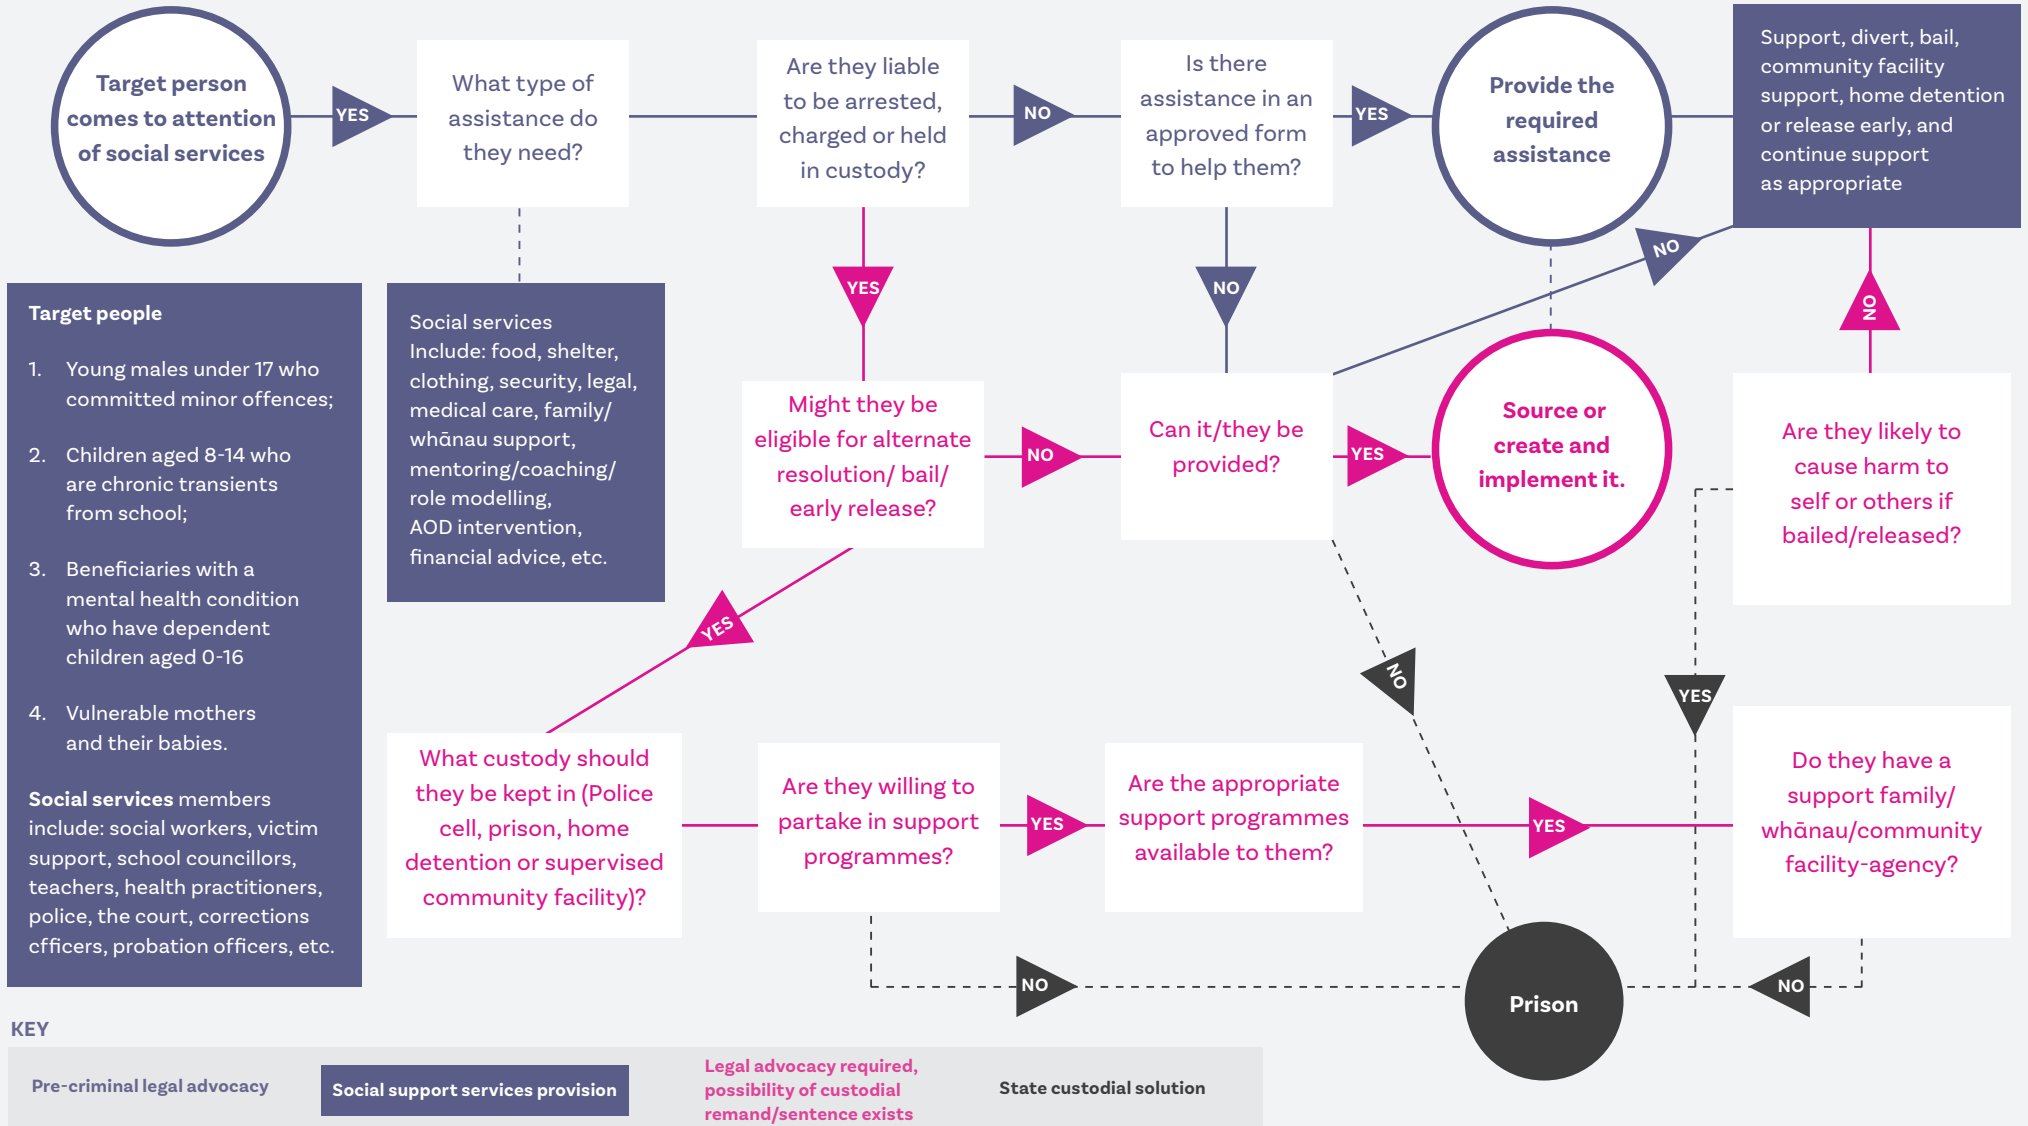 Target person
comes to attention
of social services
YES
What type of
assistance do
they need?
Are they liable
to be arrested,
charged or held
in custody?
NO
Is there
assistance in an
approved form
to help them?
YES
Provide the
required
assistance
Support, divert, bail,
community facility
support, home detention
or release early, and
continue support
as appropriate
YES
NO
NO
NO
Target people
1. Young males under 17 who
committed minor offences;
2. Children aged 8-14 who
are chronic transients
from school;
3. Beneficiaries with a
mental health condition
who have dependent
children aged 0-16
4. Vulnerable mothers
and their babies.
Social services members
include: social workers, victim
support, school councillors,
teachers, health practitioners,
police, the court, corrections
cfficers, probation officers, etc.
Social services
Include: food, shelter,
clothing, security, legal,
medical care, family/
whānau support,
mentoring/coaching/
role modelling,
AOD intervention,
financial advice, etc.
Might they be
eligible for alternate
resolution/ bail/
early release?
NO
Can it/they be
provided?
YES
Source or
create and
implement it.
Are they likely to
cause harm to
self or others if
bailed/released?
YES
NO
YES
What custody should
they be kept in (Police
cell, prison, home
detention or supervised
community facility)?
Are they willing to
partake in support
programmes?
YES
Are the appropriate
support programmes
available to them?
YES
Do they have a
support family/
whānau/community
facility-agency?
NO
NO
Prison
KEY
Pre-criminal legal advocacy
Social support services provision
Legal advocacy required,
possibility of custodial
remand/sentence exists
State custodial solution